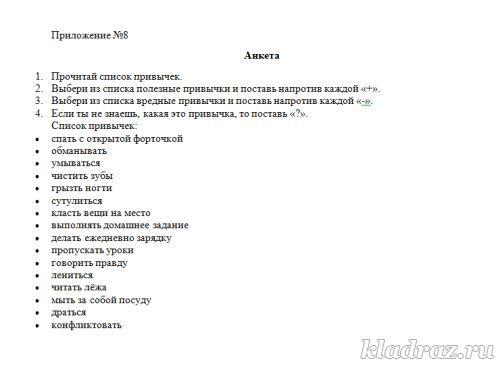 Приложение №8
Анкета
1. Прочитай список привычек.
2. Выбери из списка полезные привычки и поставь напротив каждой «+».
3. Выбери из списка вредные привычки и поставь напротив каждой «-».
4. Если ты не знаешь, какая это привычка, то поставь «?».
Список привычек:
• спать с открытой форточкой
• обманывать
• умываться
• чистить зубы
• грызть ногти
• сутулиться
• класть вещи на место
• выполнять домашнее задание
• делать ежедневно зарядку
• пропускать уроки
• говорить правду
• лениться
• читать лёжа
• мыть за собой посуду
• драться
• конфликтовать
kladraz.ru